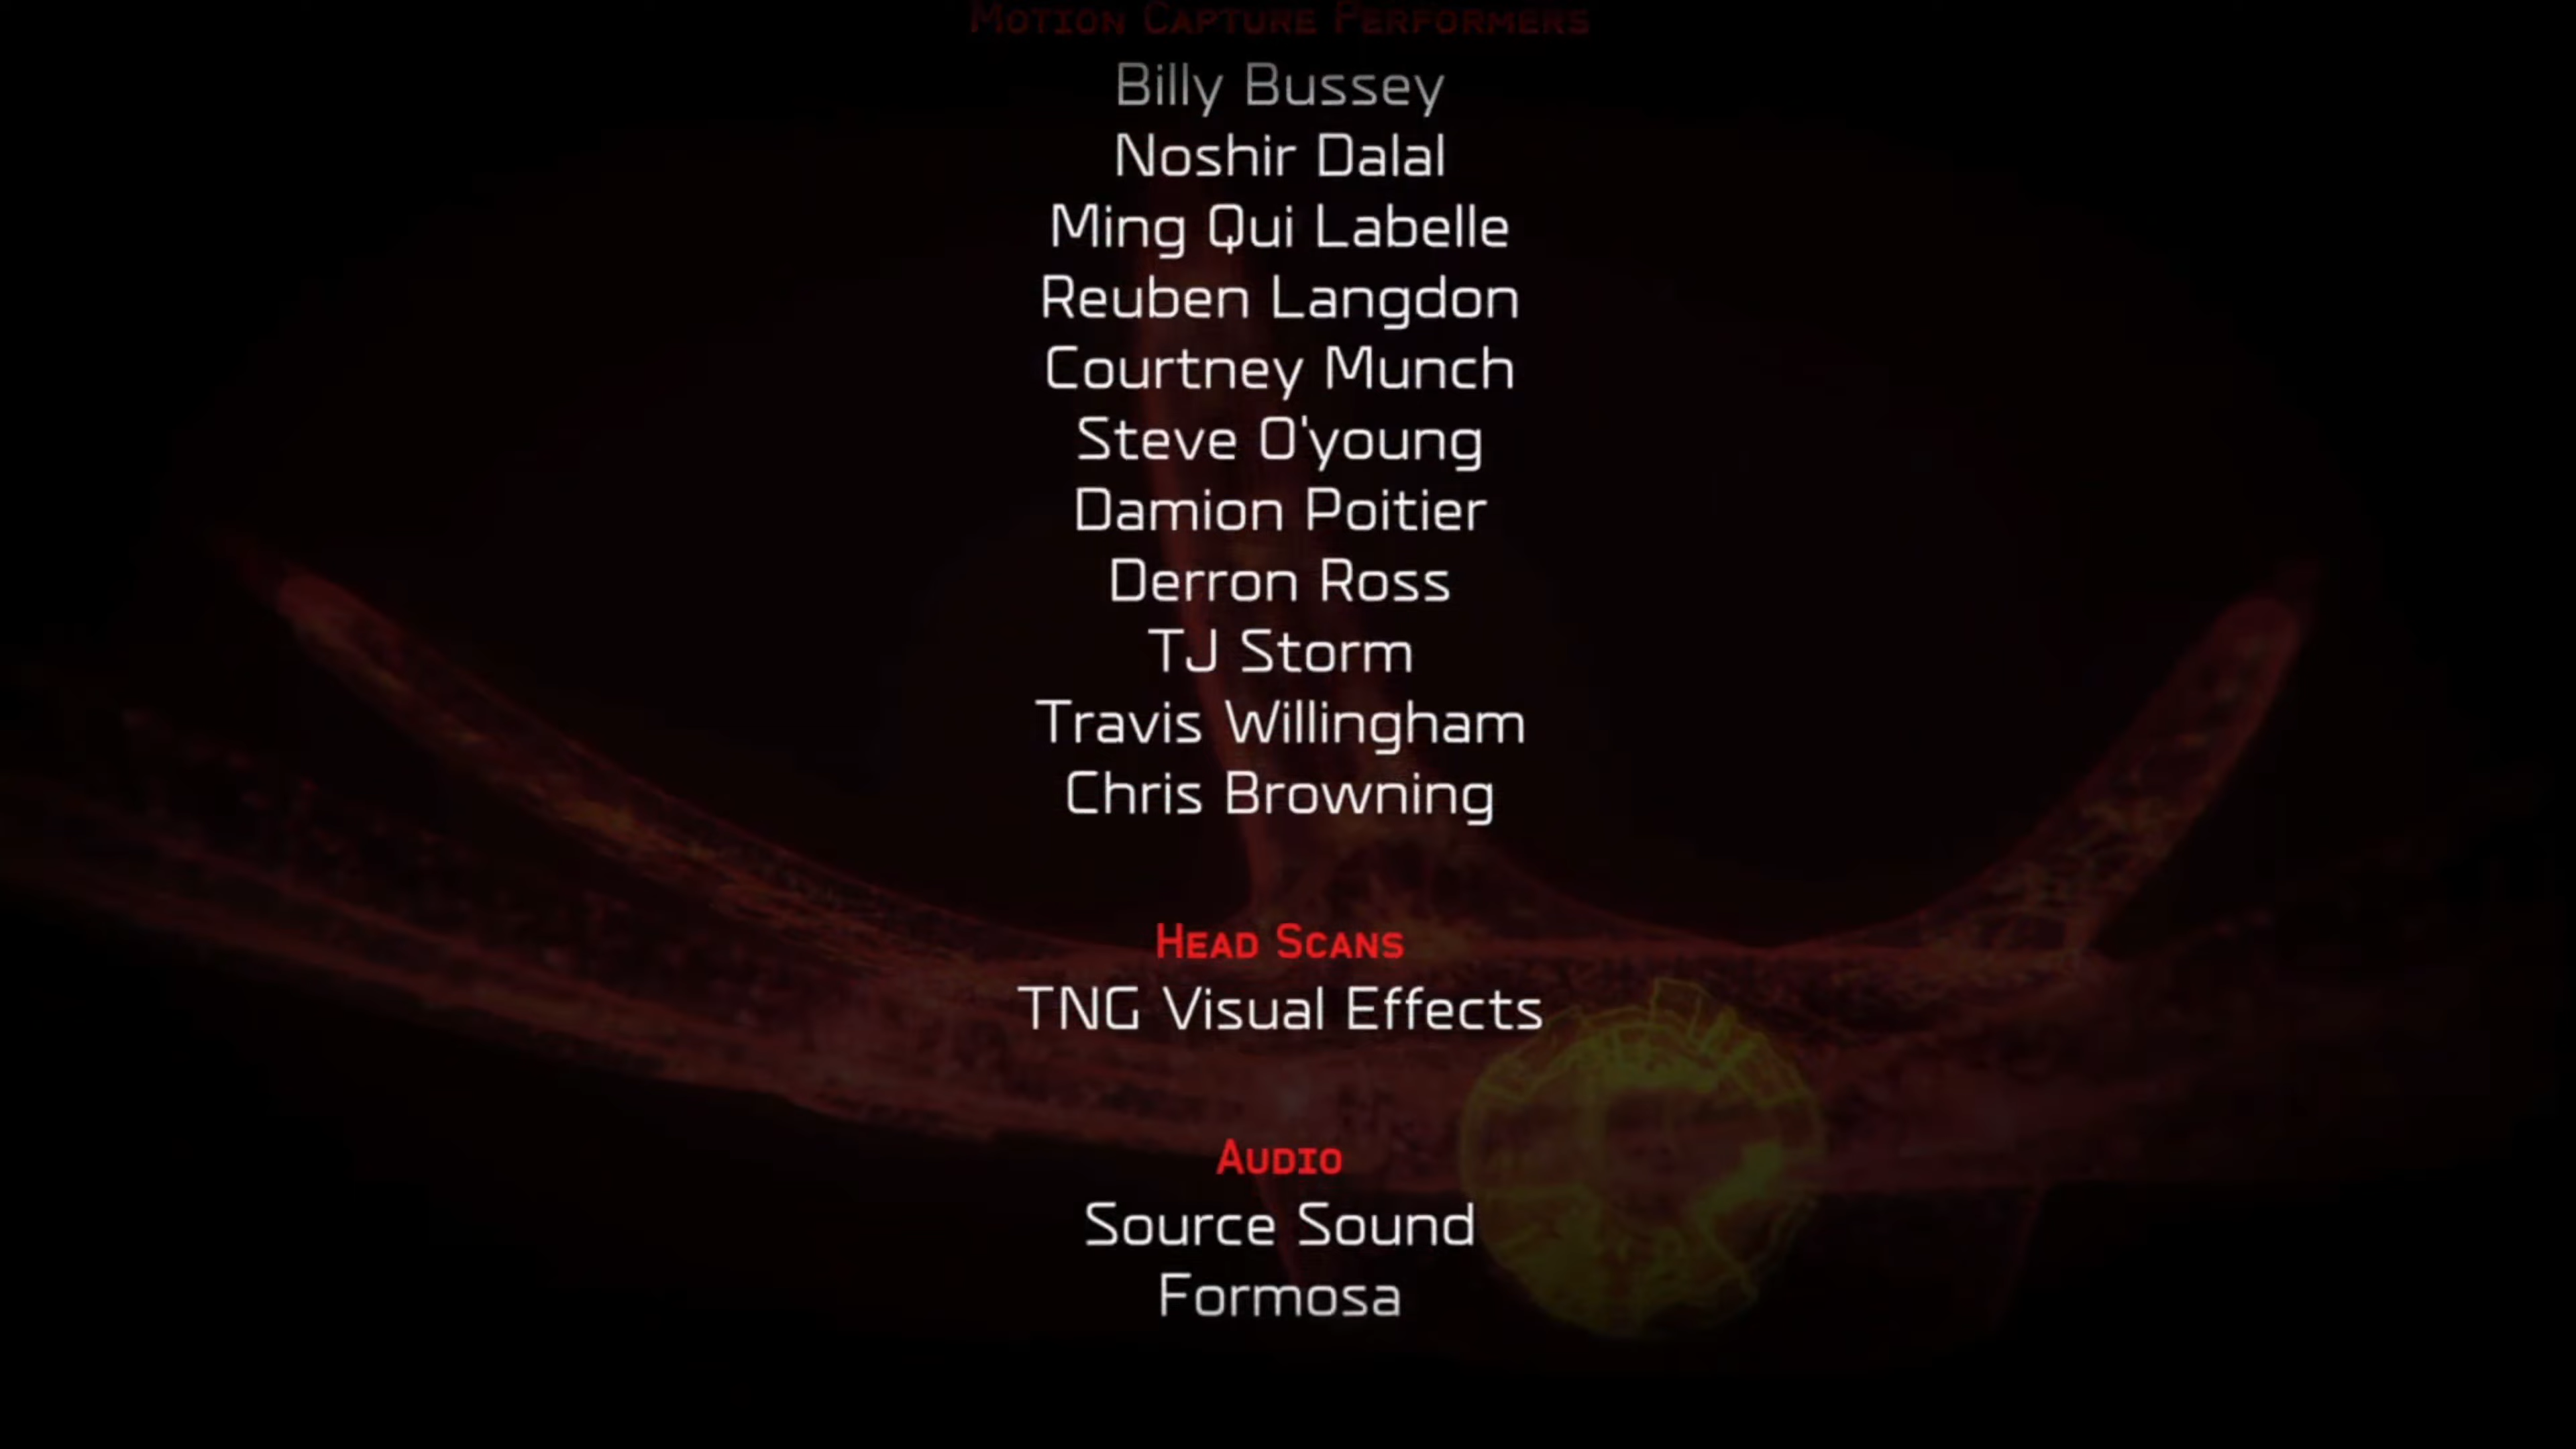 Motion Capture Performers
Billy Bussey
Noshir Dalal
Ming Qui Labelle
Reuben Langdon
Courtney Munch
Steve O'young
Damion Poitier
Derron Ross
TJ Storm
Travis Willingham
Chris Browning
Head Scans
TNG Visual Effects
Audio
Source Sound
Formosa